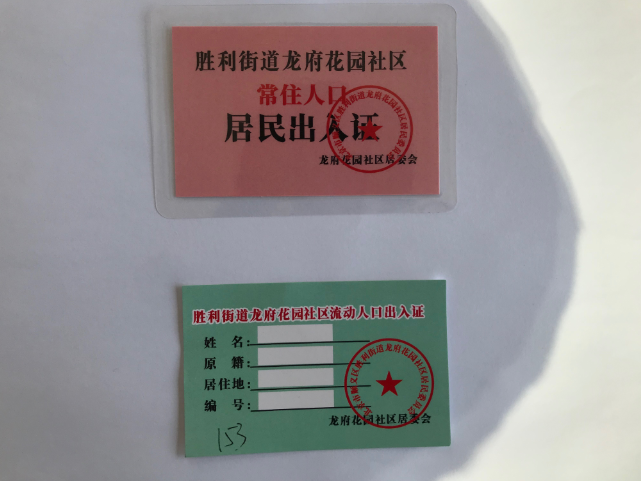 胜利街道龙府花园社区
常住人口
居民出入证
龙府花园社区居委会
胜利街道龙府花园社区流动人口出入证
姓 名:
原 籍:
居住地:
编 号:
龙府花园社区居委会
153